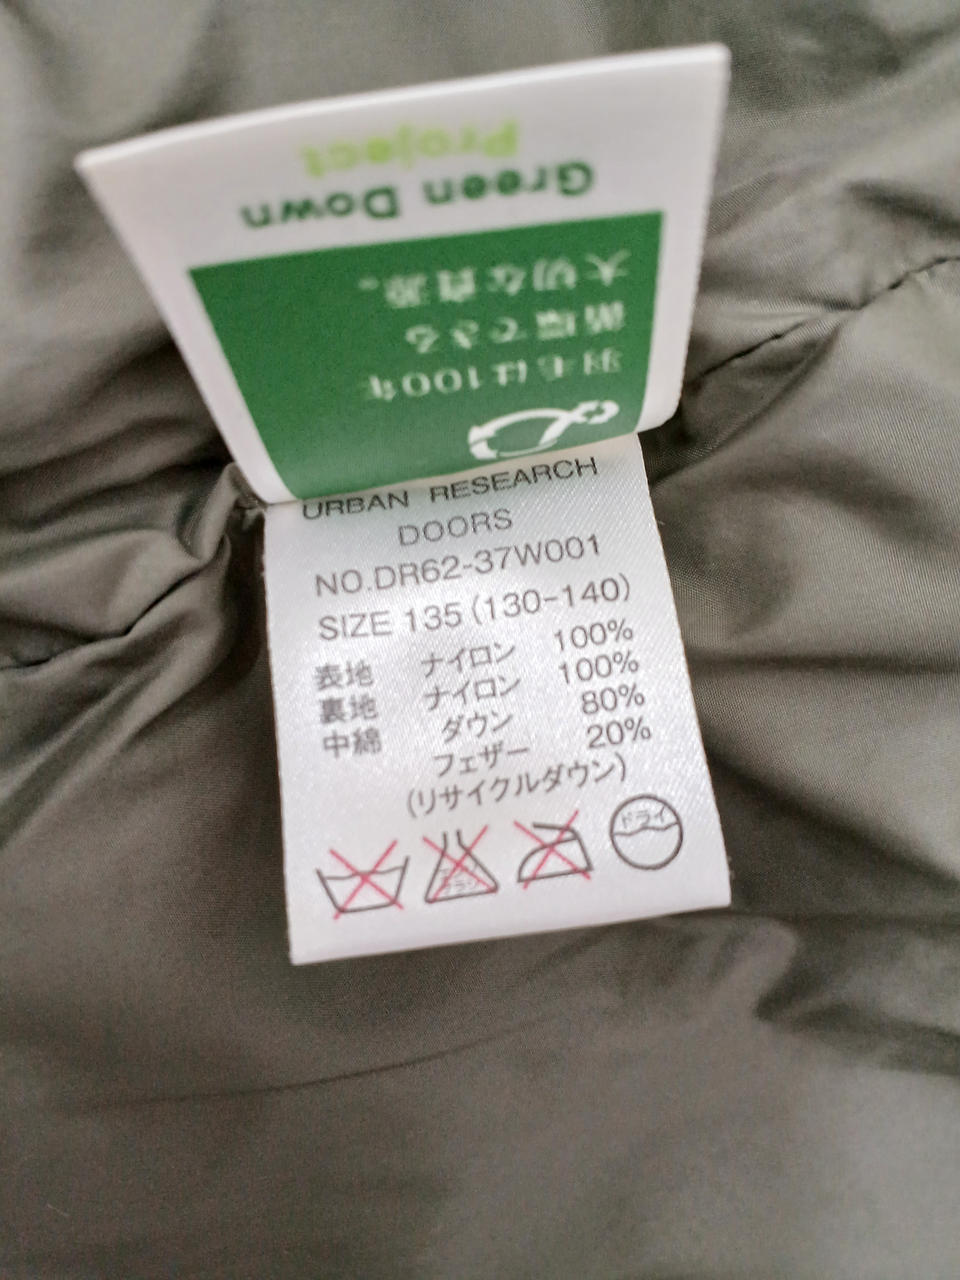 Green Down
Project
羽毛は100年
循環できる
大切な資源。
URBAN RESEARCH
DOORS
NO.DR62-37W001
SIZE 135 (130-140)
表地 ナイロン 100%
裏地 ナイロン 100%
中綿 ダウン 80%
フェザー 20%
(リサイクルダウン)
ドライ